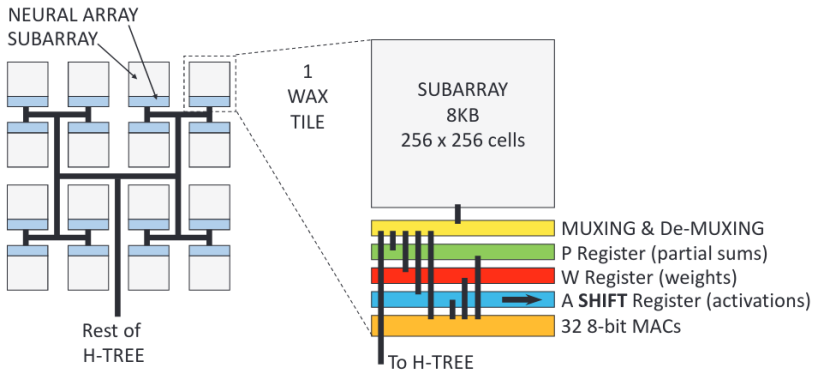 NEURAL ARRAY
SUBARRAY
1
WAX
TILE
SUBARRAY
8KB
256 x 256 cells
MUXING & De-MUXING
P Register (partial sums)
W Register (weights)
A SHIFT Register (activations)
32 8-bit MACs
Rest of
H-TREE
To H-TREE